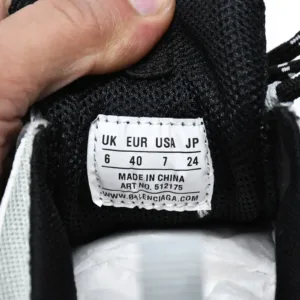 UK EUR USA JP
6 40 7 24
MADE IN CHINA
ART NO. 512175
WWW.BALENCIAGA.COM